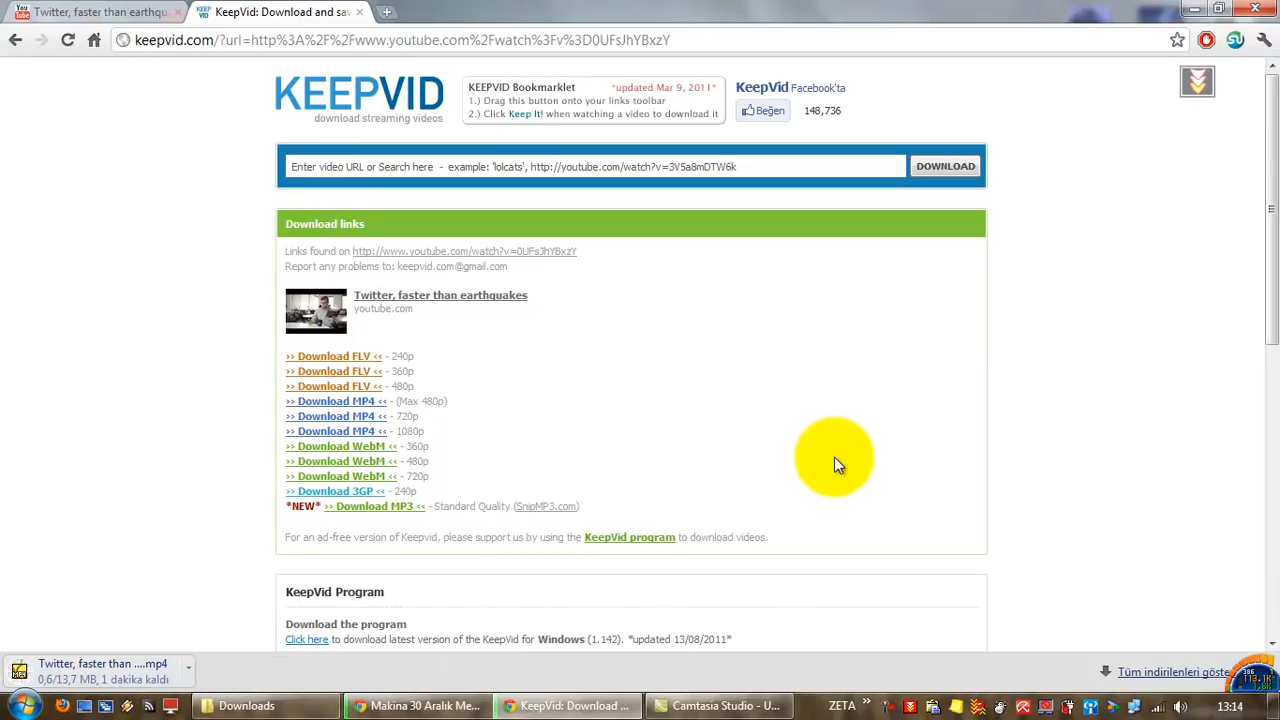 Twitter, faster than earthqu
KeepVid: Download and sav
keepvid.com/?url=http%3A%2F%2Fwww.youtube.com%2Fwatch%3Fv%3D0UFsJhYBxzY
KEEPVID
download streaming videos
KEEPVID Bookmarklet *updated Mar 9, 2011*
1.) Drag this button onto your links toolbar
2.) Click Keep It! when watching a video to download it
KeepVid Facebook'ta
Beğen 148,736
Enter video URL or Search here - example: 'lolcats', http://youtube.com/watch?v=3V5a8mDTW6k DOWNLOAD
Download links
Links found on http://www.youtube.com/watch?v=0UFsJhYBxzY
Report any problems to: keepvid.com@gmail.com
Twitter, faster than earthquakes
youtube.com
>> Download FLV << - 240p
>> Download FLV << - 360p
>> Download FLV << - 480p
>> Download MP4 << - (Max 480p)
>> Download MP4 << - 720p
>> Download MP4 << - 1080p
>> Download WebM << - 360p
>> Download WebM << - 480p
>> Download WebM << - 720p
>> Download 3GP << - 240p
*NEW* >> Download MP3 << - Standard Quality (SnipMP3.com)
For an ad-free version of Keepvid, please support us by using the KeepVid program to download videos.
KeepVid Program
Download the program
Click here to download latest version of the KeepVid for Windows (1.142). *updated 13/08/2011*
Twitter, faster than ....mp4
0,6/13,7 MB, 1 dakika kaldı
Tüm indirilenleri göste
Downloads
Makina 30 Aralık Me...
KeepVid: Download ...
Camtasia Studio - U...
ZETA
13:14